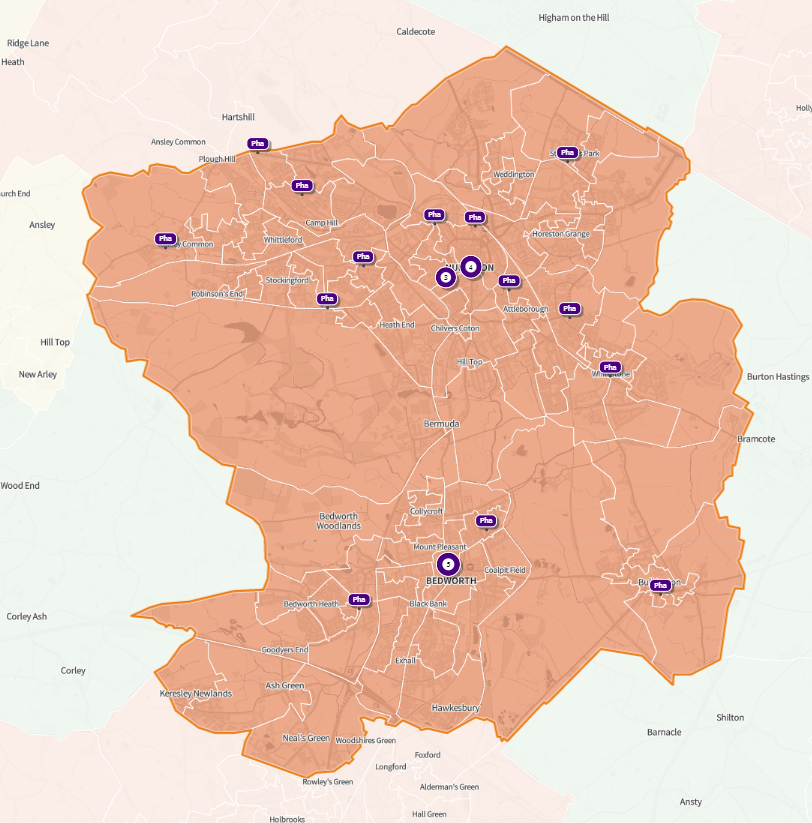 Higham on the Hill
Caldecote
Ridge Lane
Heath
Hartshill
Ansley Common
Pha
Plough Hill
Pha
Park
Weddington
Pha
Ansley
Camp Hill
Pha
Pha
Horeston Grange
Pha
Common
Whittleford
Pha
4
3
Stockingford
Pha
Robinson's End
Pha
Attleborough
Pha
Heath End
Chilvers Coton
Hill Top
Hill Top
Pha
New Arley
Burton Hastings
Bermuda
Bramcote
Wood End
Collycroft
Bedworth
Woodlands
Pha
Mount Pleasant
5
Coalpit Field
BEDWORTH
Pha
Bedworth Heath
Pha
Black Bank
Corley Ash
Goodyers End
Exhall
Corley
Ash Green
Keresley Newlands
Hawkesbury
Shilton
Barnacle
Neal's Green
Woodshires Green
Foxford
Longford
Rowley's Green
Alderman's Green
Ansty
Holbrooks
Hall Green